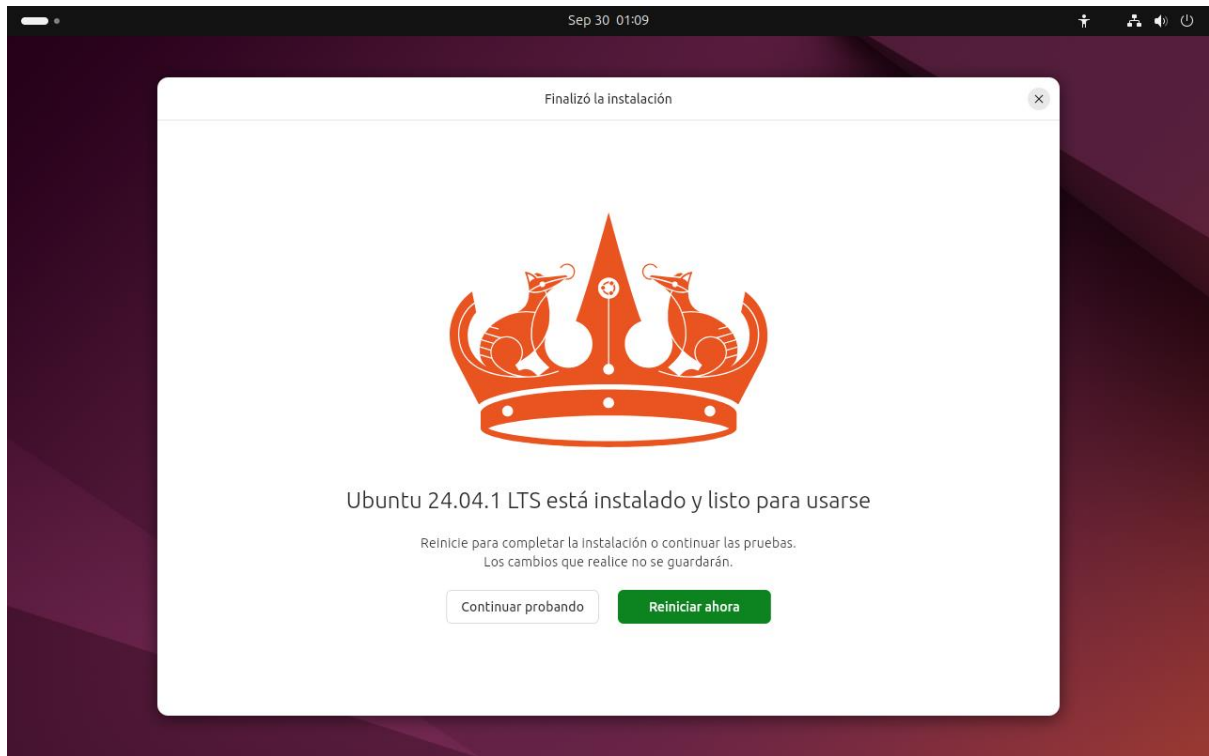 Sep 30 01:09
Finalizó la instalación
Ubuntu 24.04.1 LTS está instalado y listo para usarse
Reinicie para completar la instalación o continuar las pruebas.
Los cambios que realice no se guardarán.
Continuar probando
Reiniciar ahora